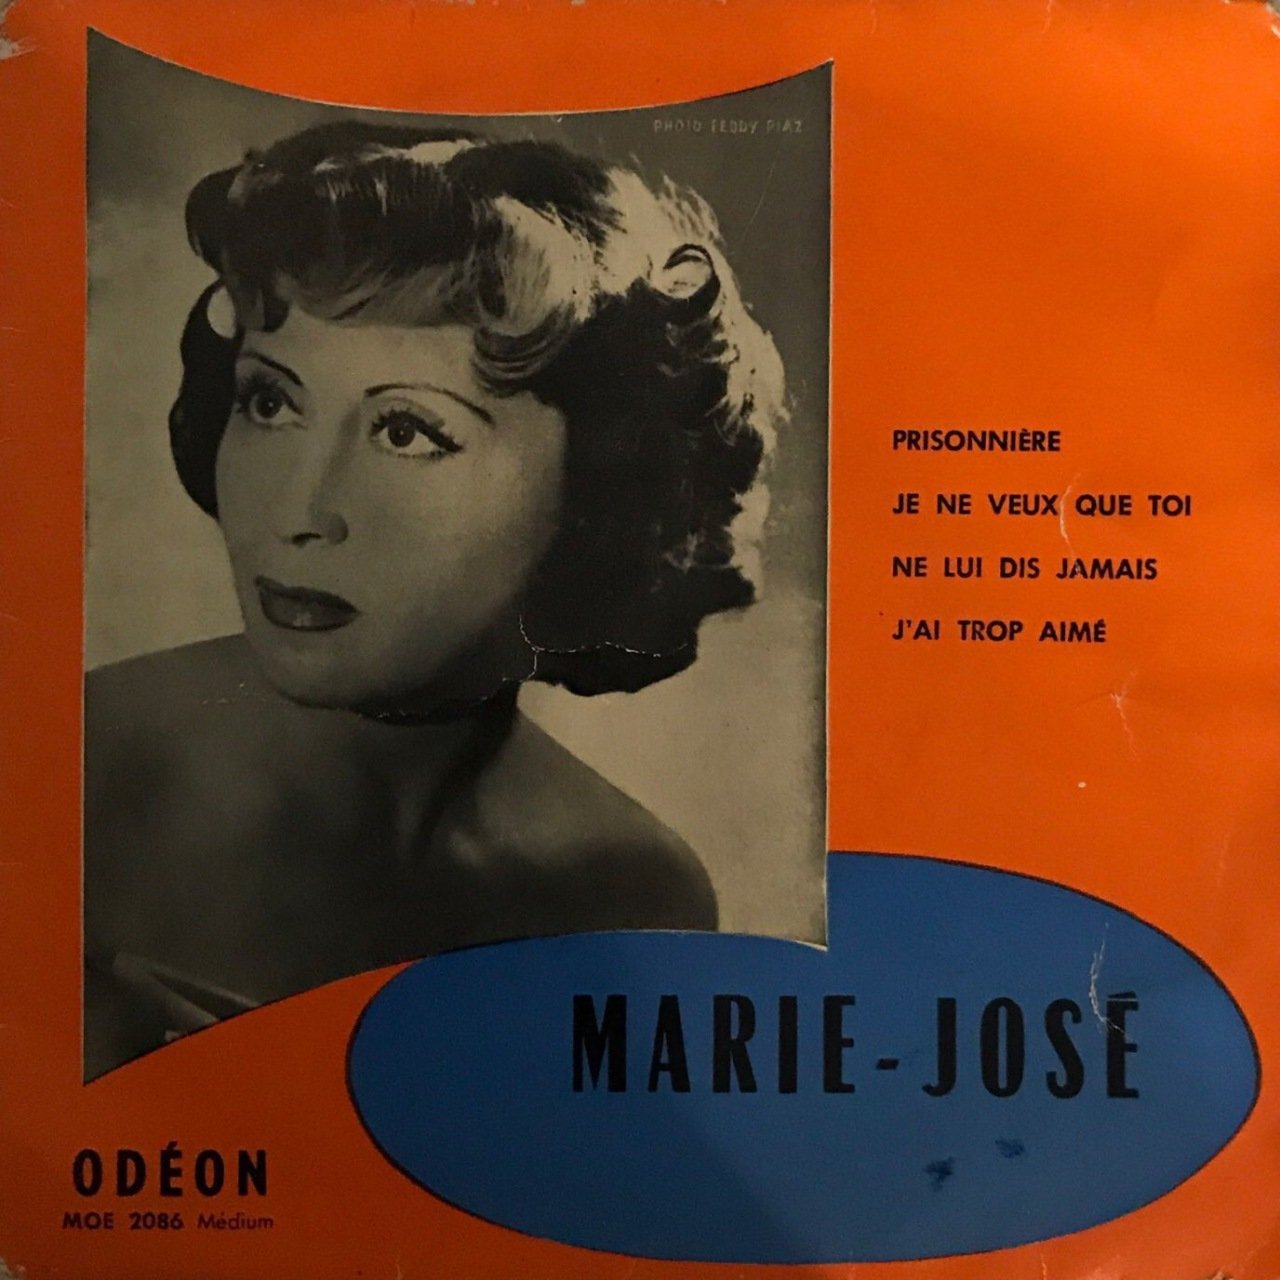 PHOTO TEDDY PIAZ
PRISONNIÈRE
JE NE VEUX QUE TOI
NE LUI DIS JAMAIS
J'AI TROP AIMÉ
MARIE-JOSÉ
ODÉON
MOE 2086 Médium